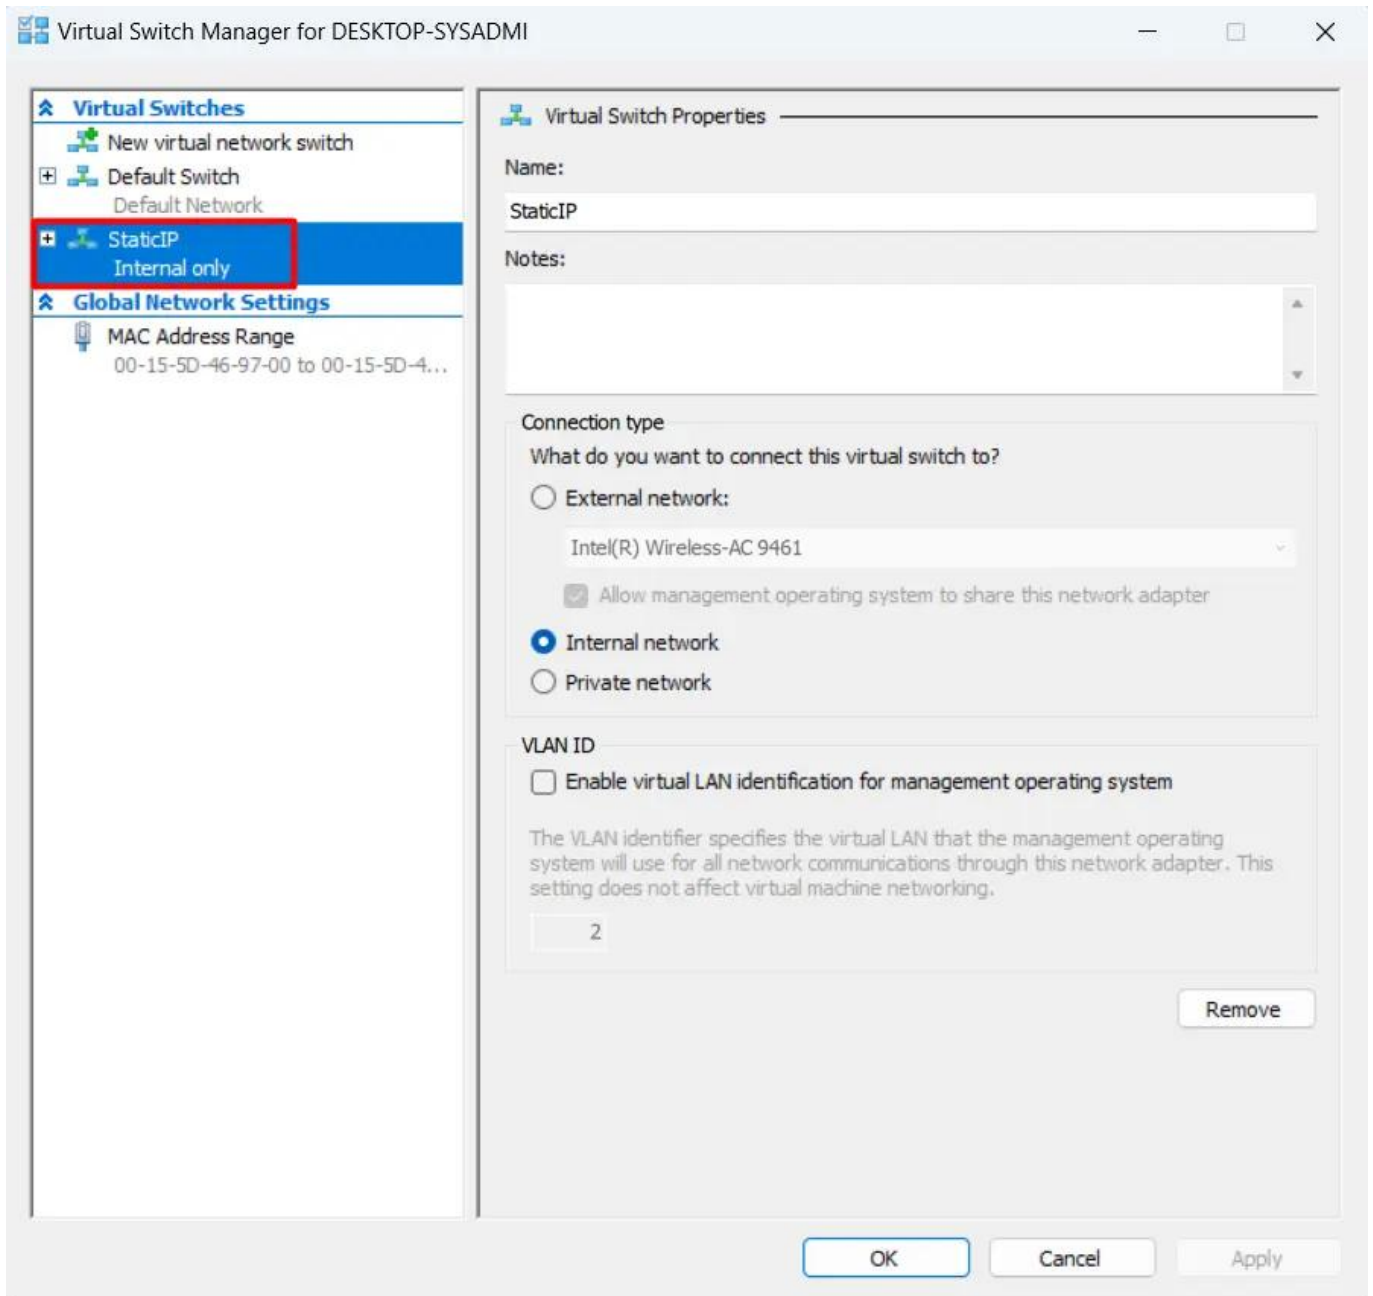 Virtual Switch Manager for DESKTOP-SYSADMI
Virtual Switches
New virtual network switch
Default Switch
Default Network
StaticIP
Internal only
Global Network Settings
MAC Address Range
00-15-5D-46-97-00 to 00-15-5D-4...
Virtual Switch Properties
Name:
StaticIP
Notes:
Connection type
What do you want to connect this virtual switch to?
External network:
Intel(R) Wireless-AC 9461
Allow management operating system to share this network adapter
Internal network
Private network
VLAN ID
Enable virtual LAN identification for management operating system
The VLAN identifier specifies the virtual LAN that the management operating
system will use for all network communications through this network adapter. This
setting does not affect virtual machine networking.
2
Remove
OK
Cancel
Apply